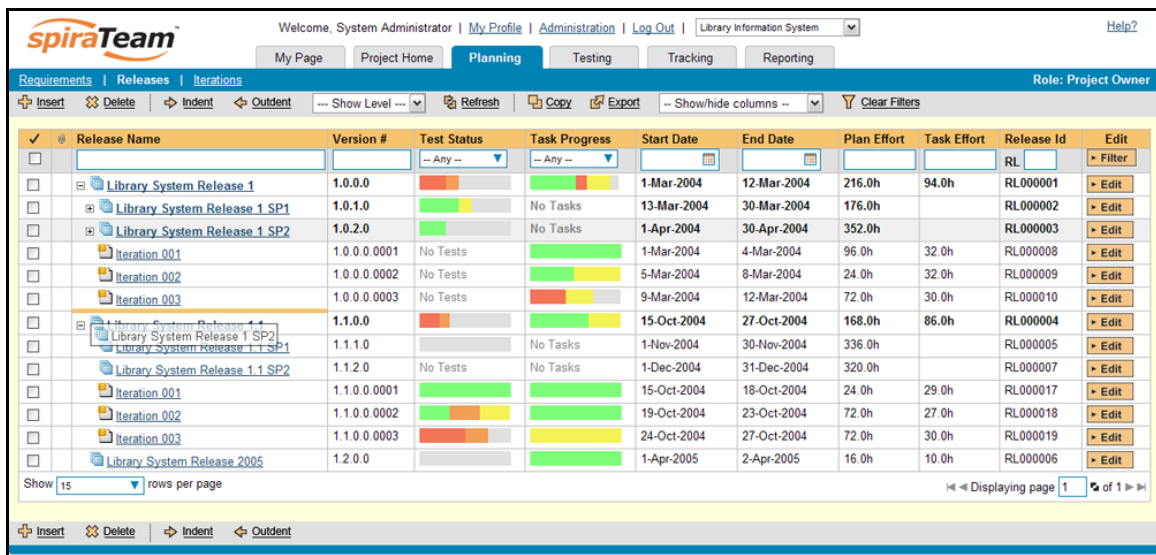 spiraTeam
Welcome, System Administrator | My Profile | Administration | Log Out | Library Information System
Help?
My Page Project Home Planning Testing Tracking Reporting
Requirements | Releases | Iterations Role: Project Owner
Insert Delete Indent Outdent --- Show Level --- Refresh Copy Export -- Show/hide columns -- Clear Filters
Release Name Version # Test Status Task Progress Start Date End Date Plan Effort Task Effort Release Id Edit
-- Any -- -- Any -- RL Filter
Library System Release 1 1.0.0.0 1-Mar-2004 12-Mar-2004 216.0h 94.0h RL000001 Edit
Library System Release 1 SP1 1.0.1.0 No Tasks 13-Mar-2004 30-Mar-2004 176.0h RL000002 Edit
Library System Release 1 SP2 1.0.2.0 No Tasks 1-Apr-2004 30-Apr-2004 352.0h RL000003 Edit
Iteration 001 1.0.0.0.0001 No Tests 1-Mar-2004 4-Mar-2004 96.0h 32.0h RL000008 Edit
Iteration 002 1.0.0.0.0002 No Tests 5-Mar-2004 8-Mar-2004 24.0h 32.0h RL000009 Edit
Iteration 003 1.0.0.0.0003 No Tests 9-Mar-2004 12-Mar-2004 72.0h 30.0h RL000010 Edit
Library System Release 1.1 1.1.0.0 15-Oct-2004 27-Oct-2004 168.0h 86.0h RL000004 Edit
Library System Release 1 SP2
Library System Release 1.1 SP1 1.1.1.0 No Tasks 1-Nov-2004 30-Nov-2004 336.0h RL000005 Edit
Library System Release 1.1 SP2 1.1.2.0 No Tests No Tasks 1-Dec-2004 31-Dec-2004 320.0h RL000007 Edit
Iteration 001 1.1.0.0.0001 15-Oct-2004 18-Oct-2004 24.0h 29.0h RL000017 Edit
Iteration 002 1.1.0.0.0002 19-Oct-2004 23-Oct-2004 72.0h 27.0h RL000018 Edit
Iteration 003 1.1.0.0.0003 24-Oct-2004 27-Oct-2004 72.0h 30.0h RL000019 Edit
Library System Release 2005 1.2.0.0 1-Apr-2005 2-Apr-2005 16.0h 10.0h RL000006 Edit
Show 15 rows per page Displaying page 1 of 1
Insert Delete Indent Outdent